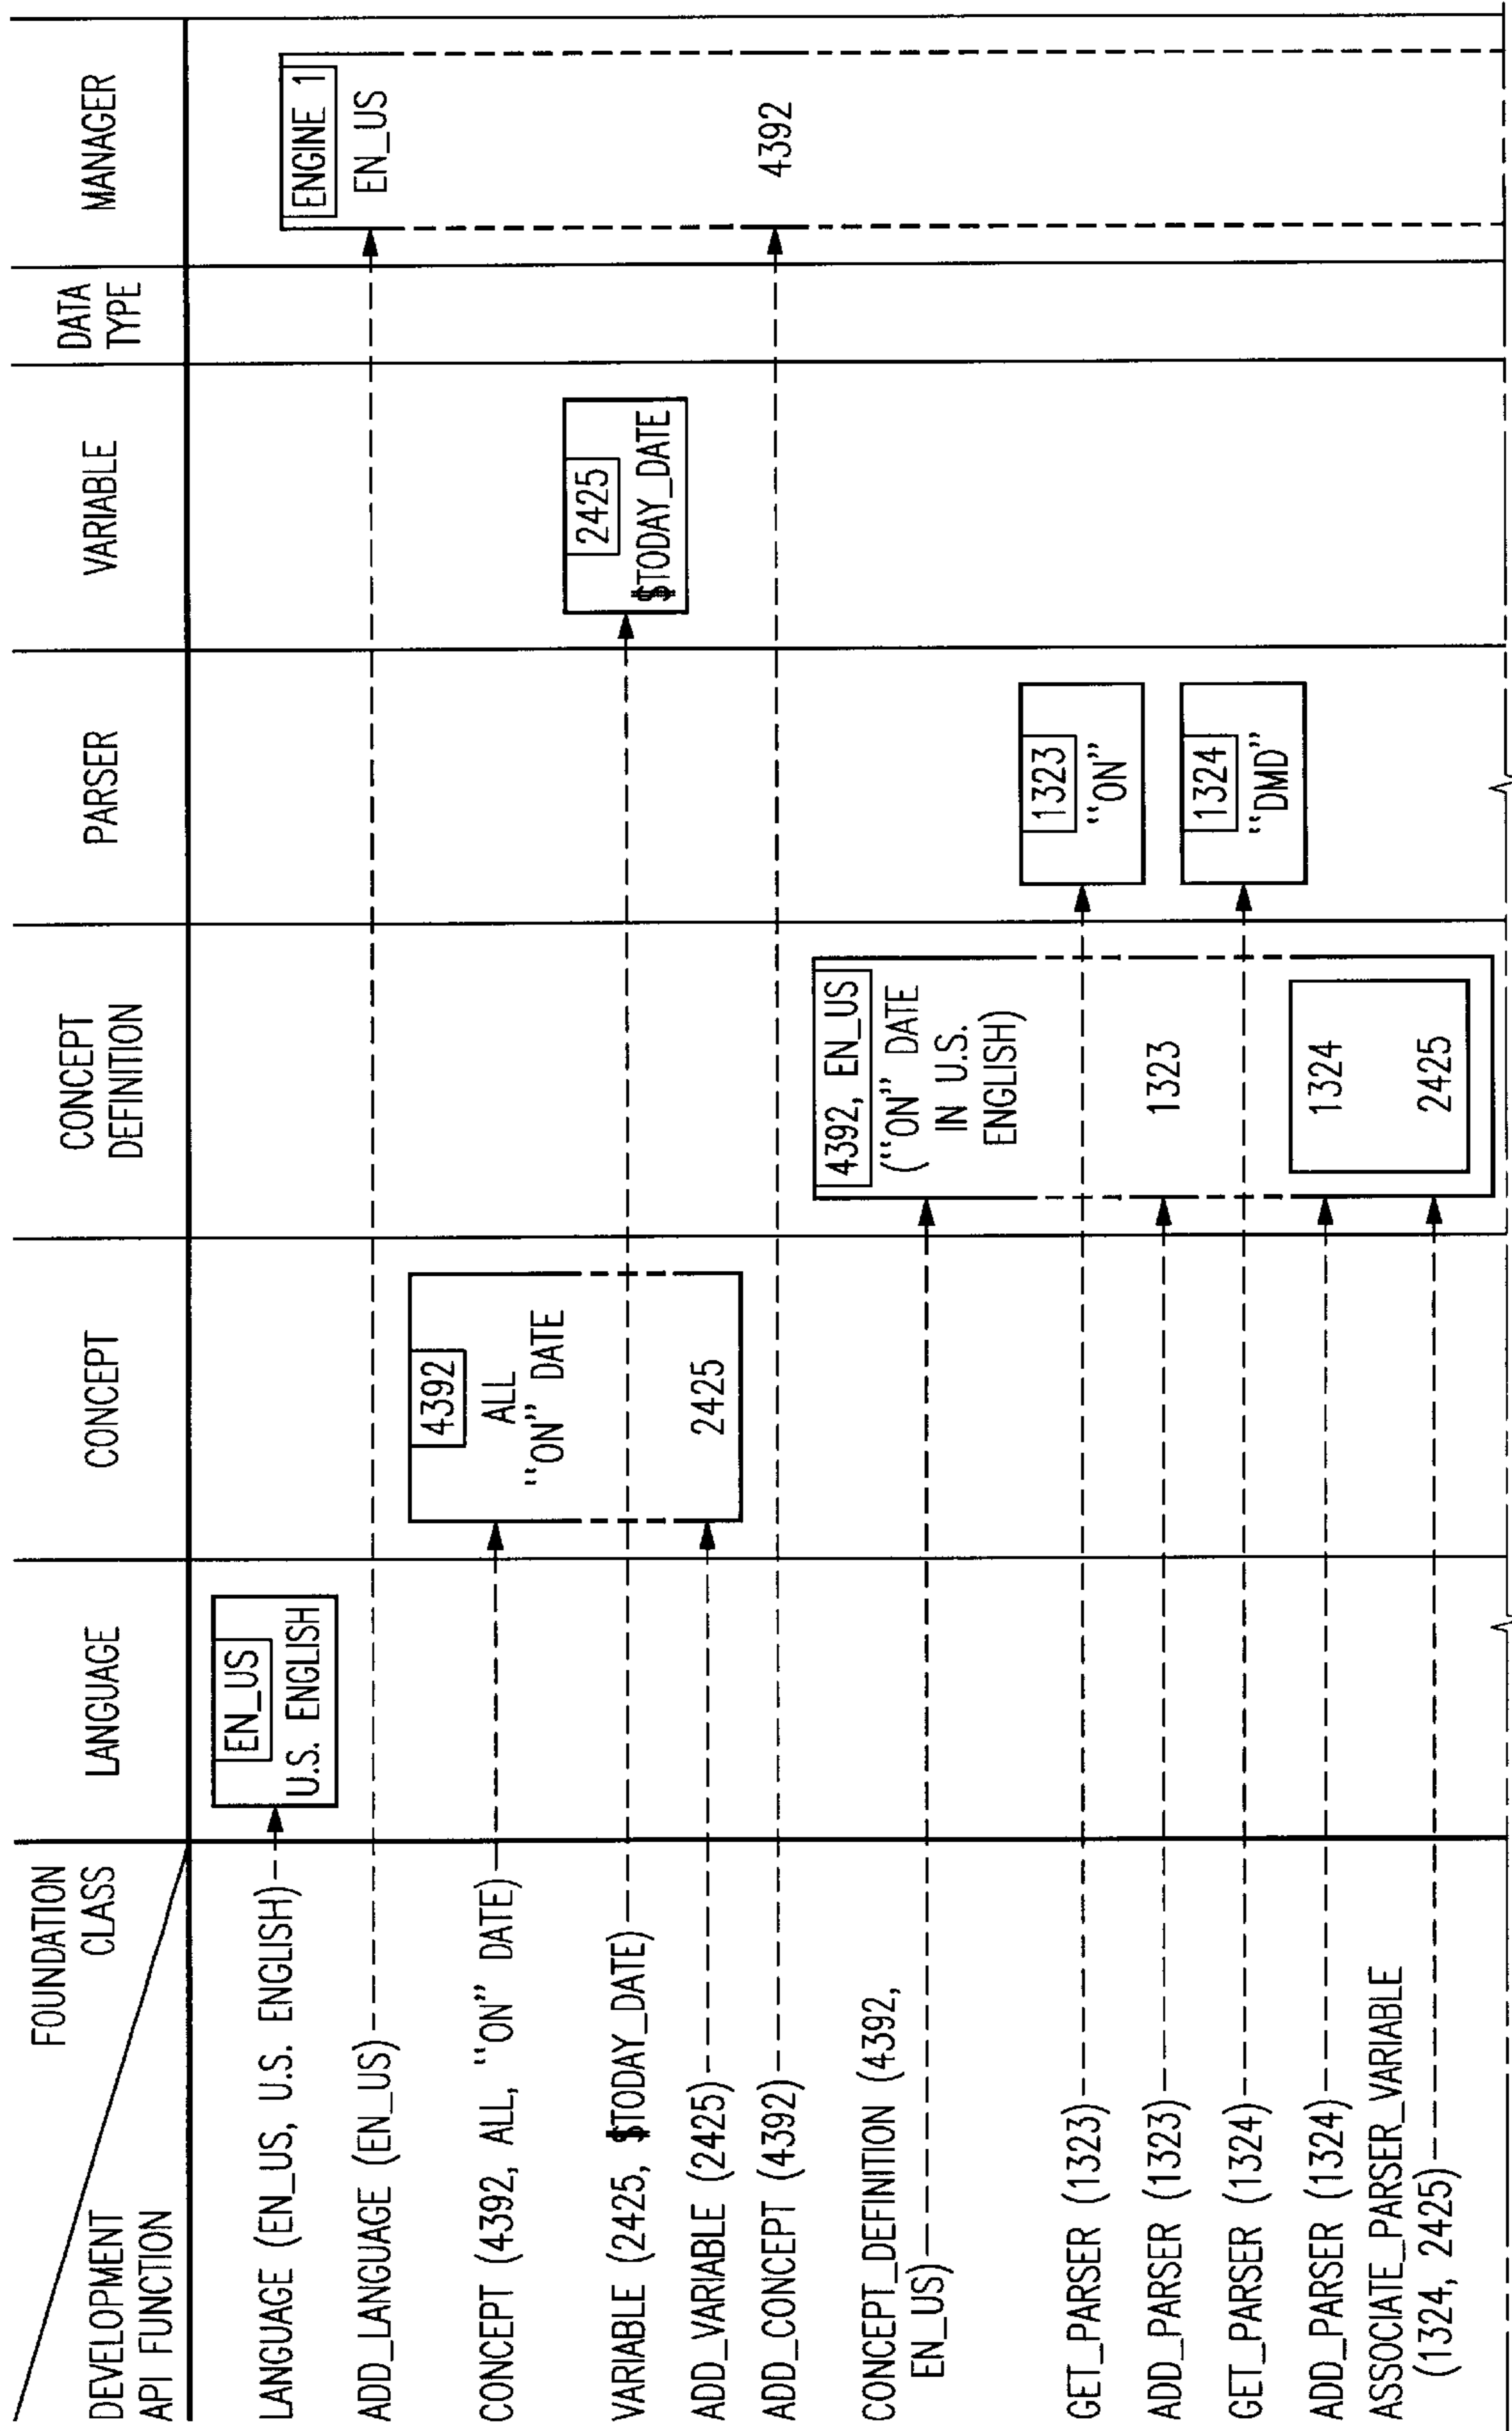 FOUNDATION
CLASS
DEVELOPMENT
API FUNCTION
LANGUAGE
CONCEPT
CONCEPT
DEFINITION
PARSER
VARIABLE
DATA
TYPE
MANAGER
LANGUAGE (EN_US, U.S. ENGLISH)
EN_US
U.S. ENGLISH
ENGINE 1
ADD_LANGUAGE (EN_US)
EN_US
CONCEPT (4392, ALL, "ON" DATE)
4392
ALL
"ON" DATE
VARIABLE (2425, $TODAY_DATE)
2425
$TODAY_DATE
ADD_VARIABLE (2425)
2425
ADD_CONCEPT (4392)
4392
CONCEPT_DEFINITION (4392,
EN_US)
4392, EN_US
("ON" DATE
IN U.S.
ENGLISH)
GET_PARSER (1323)
1323
"ON"
ADD_PARSER (1323)
1323
GET_PARSER (1324)
1324
"DMD"
ADD_PARSER (1324)
1324
ASSOCIATE_PARSER_VARIABLE
(1324, 2425)
2425